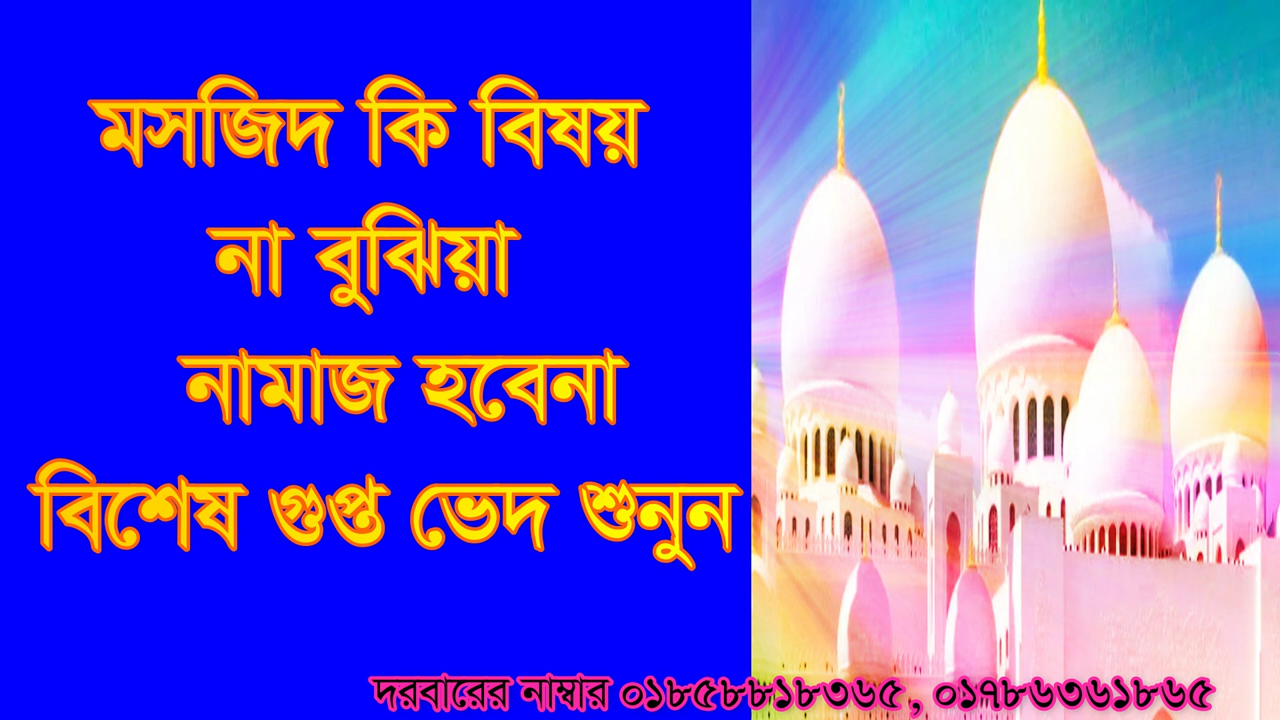 মসজিদ কি বিষয়
না বুঝিয়া
নামাজ হবেনা
বিশেষ গুপ্ত ভেদ শুনুন
দরবারের নাম্বার ০১৮৫৮৮১৮৩৬৫, ০১৭৮৬৩৬১৮৬৫